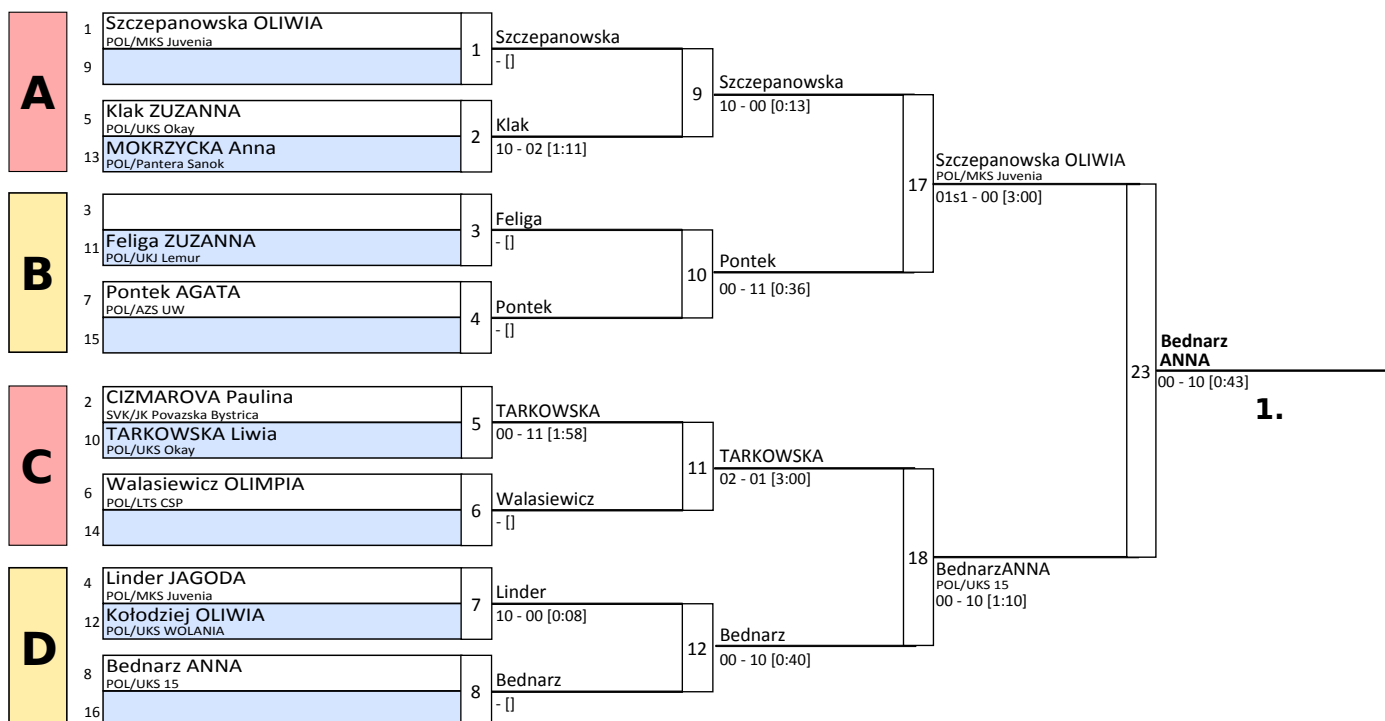 A
1
Szczepanowska OLIWIA
POL/MKS Juvenia
9
1
Szczepanowska
- []
5
Klak ZUZANNA
POL/UKS Okay
13
MOKRZYCKA Anna
POL/Pantera Sanok
2
Klak
10 - 02 [1:11]
9
Szczepanowska
10 - 00 [0:13]
B
3
11
Feliga ZUZANNA
POL/UKJ Lemur
3
Feliga
- []
7
Pontek AGATA
POL/AZS UW
15
4
Pontek
- []
10
Pontek
00 - 11 [0:36]
17
Szczepanowska OLIWIA
POL/MKS Juvenia
01s1 - 00 [3:00]
C
2
CIZMAROVA Paulina
SVK/JK Povazska Bystrica
10
TARKOWSKA Liwia
POL/UKS Okay
5
TARKOWSKA
00 - 11 [1:58]
6
Walasiewicz OLIMPIA
POL/LTS CSP
14
6
Walasiewicz
- []
11
TARKOWSKA
02 - 01 [3:00]
D
4
Linder JAGODA
POL/MKS Juvenia
12
Kołodziej OLIWIA
POL/UKS WOLANIA
7
Linder
10 - 00 [0:08]
8
Bednarz ANNA
POL/UKS 15
16
8
Bednarz
- []
12
Bednarz
00 - 10 [0:40]
18
BednarzANNA
POL/UKS 15
00 - 10 [1:10]
23
Bednarz
ANNA
00 - 10 [0:43]
1.